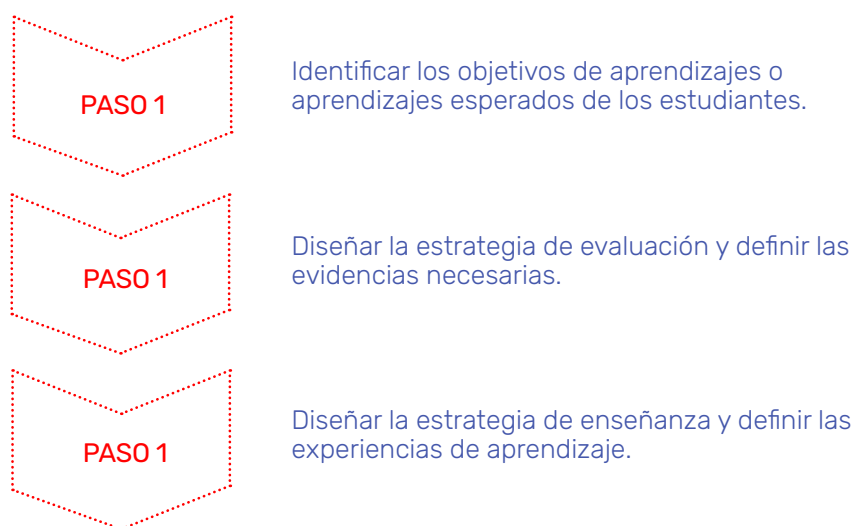 PASO 1
Identificar los objetivos de aprendizajes o
aprendizajes esperados de los estudiantes.
PASO 1
Diseñar la estrategia de evaluación y definir las
evidencias necesarias.
PASO 1
Diseñar la estrategia de enseñanza y definir las
experiencias de aprendizaje.